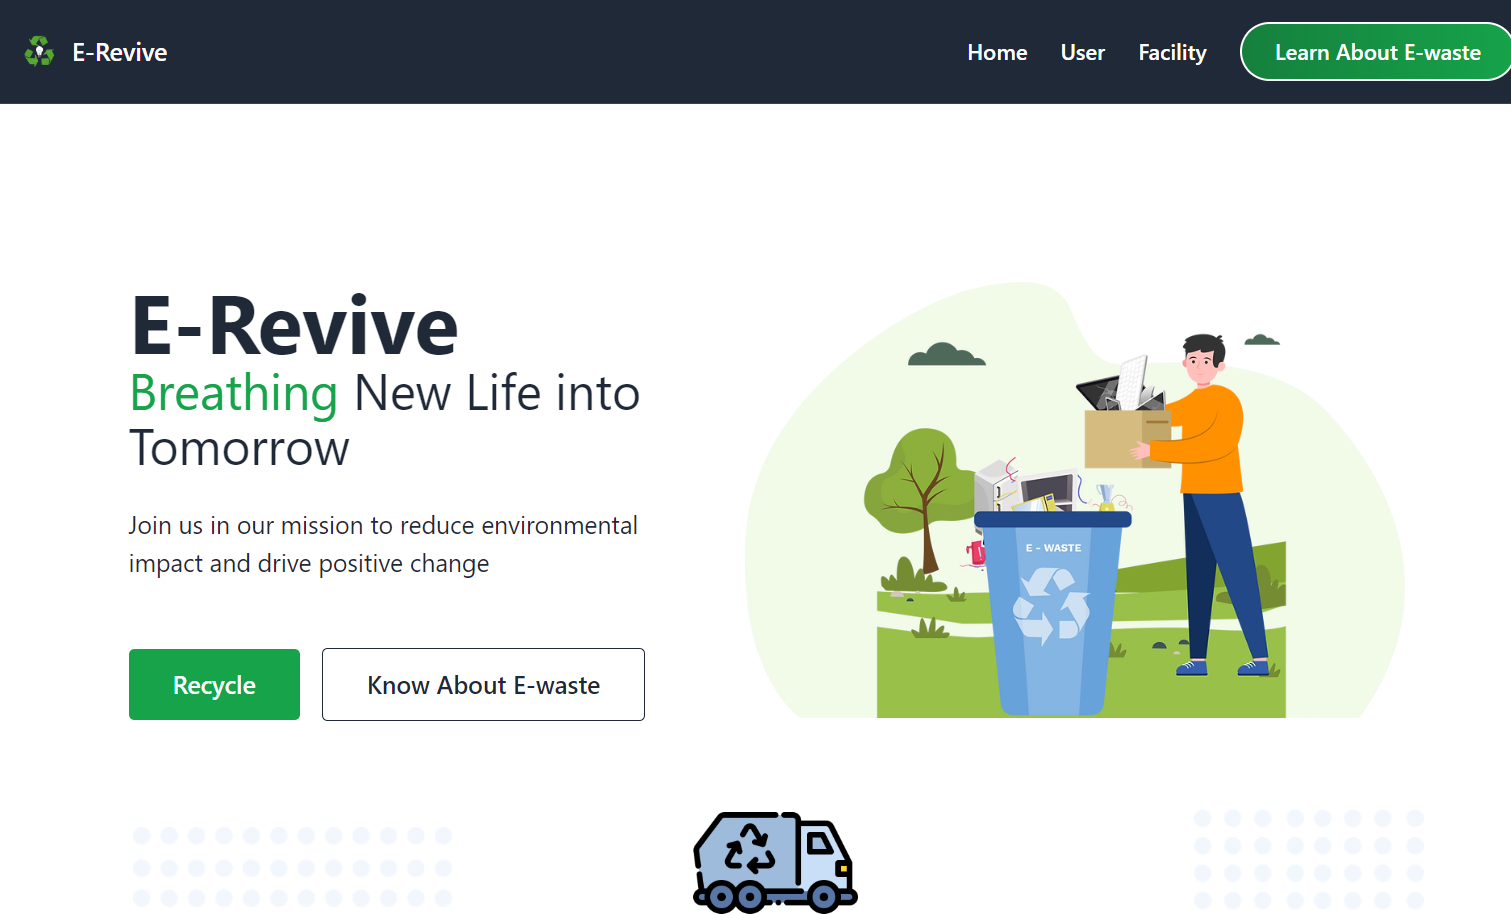 E-Revive
Home
User
Facility
Learn About E-waste
E-Revive
Breathing New Life into
Tomorrow
Join us in our mission to reduce environmental
impact and drive positive change
Recycle
Know About E-waste
E - WASTE